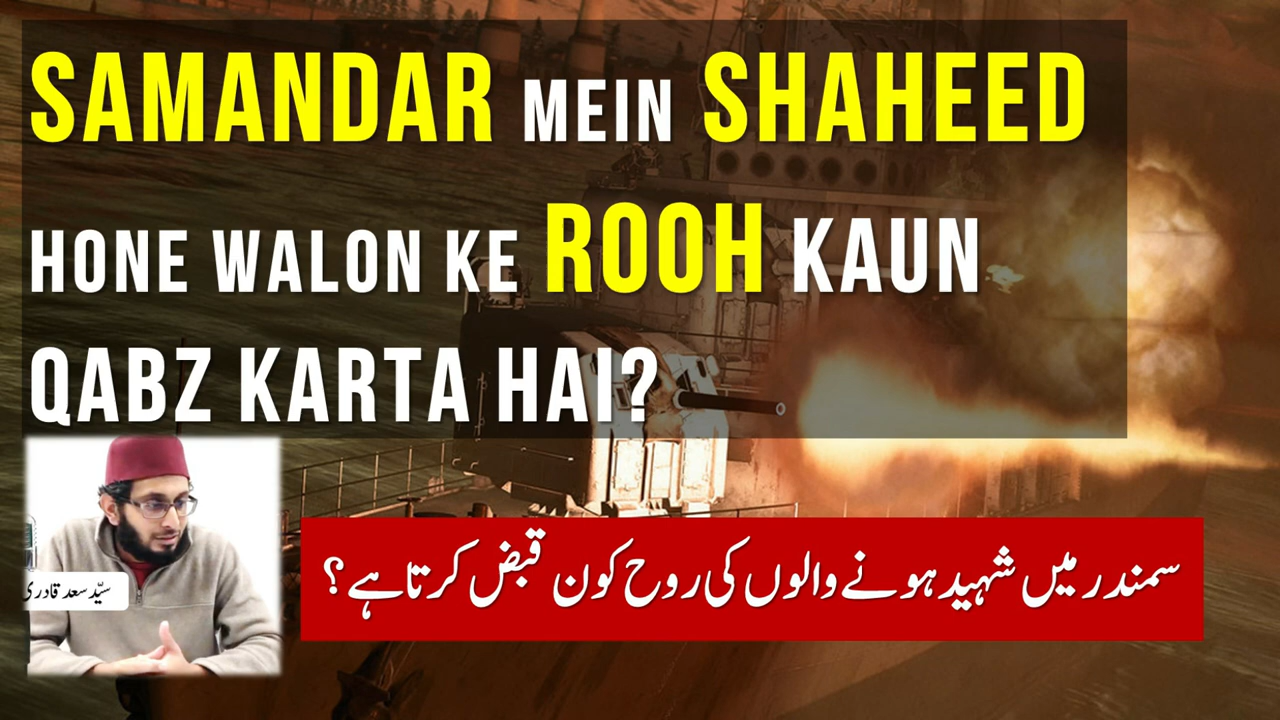 SAMANDAR MEIN SHAHEED
HONE WALON KE ROOH KAUN
QABZ KARTA HAI?
سیّد سعد قادری
سمندر میں شہید ہونے والوں کی روح کون قبض کرتا ہے؟